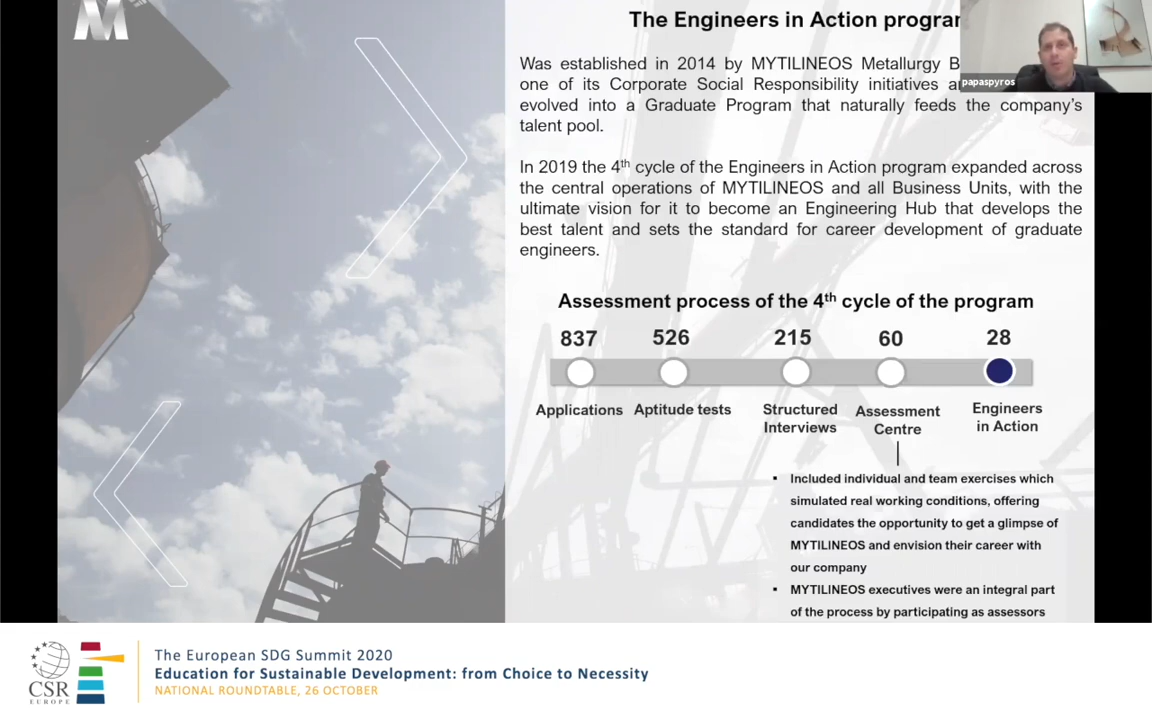 M
The Engineers in Action
papaspyros
Was established in 2014 by MYTILINEOS Metallurgy
one of its Corporate Social Responsibility initiatives
evolved into a Graduate Program that naturally feeds the company's
talent pool.
In 2019 the 4th cycle of the Engineers in Action program expanded across
the central operations of MYTILINEOS and all Business Units, with the
ultimate vision for it to become an Engineering Hub that develops the
best talent and sets the standard for career development of graduate
engineers.
Assessment process of the 4th cycle of the program
837 526 215 60 28
Applications Aptitude tests Structured Interviews Assessment Centre Engineers in Action
▪ Included individual and team exercises which
simulated real working conditions, offering
candidates the opportunity to get a glimpse of
MYTILINEOS and envision their career with
our company
▪ MYTILINEOS executives were an integral part
of the process by participating as assessors
CSR
EUROPE
The European SDG Summit 2020
Education for Sustainable Development: from Choice to Necessity
NATIONAL ROUNDTABLE, 26 OCTOBER